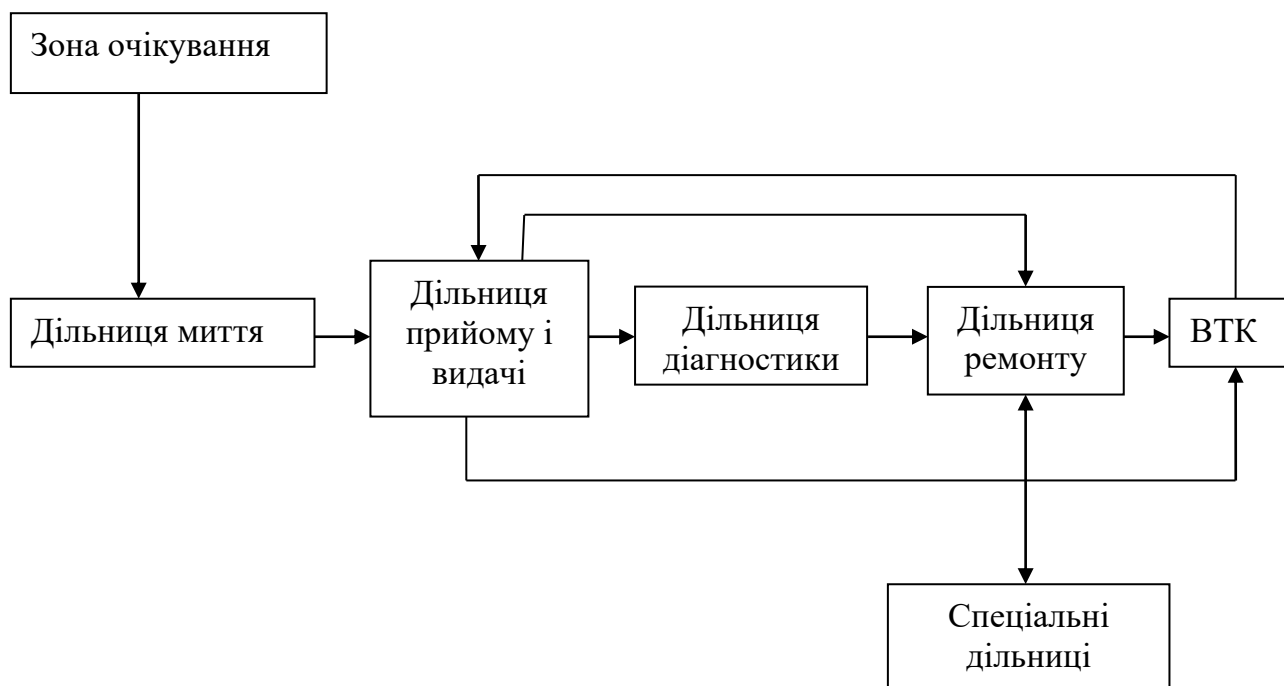 Зона очікування
Дільниця миття
Дільниця
прийому і
видачі
Дільниця
діагностики
Дільниця
ремонту
ВТК
Спеціальні
дільниці